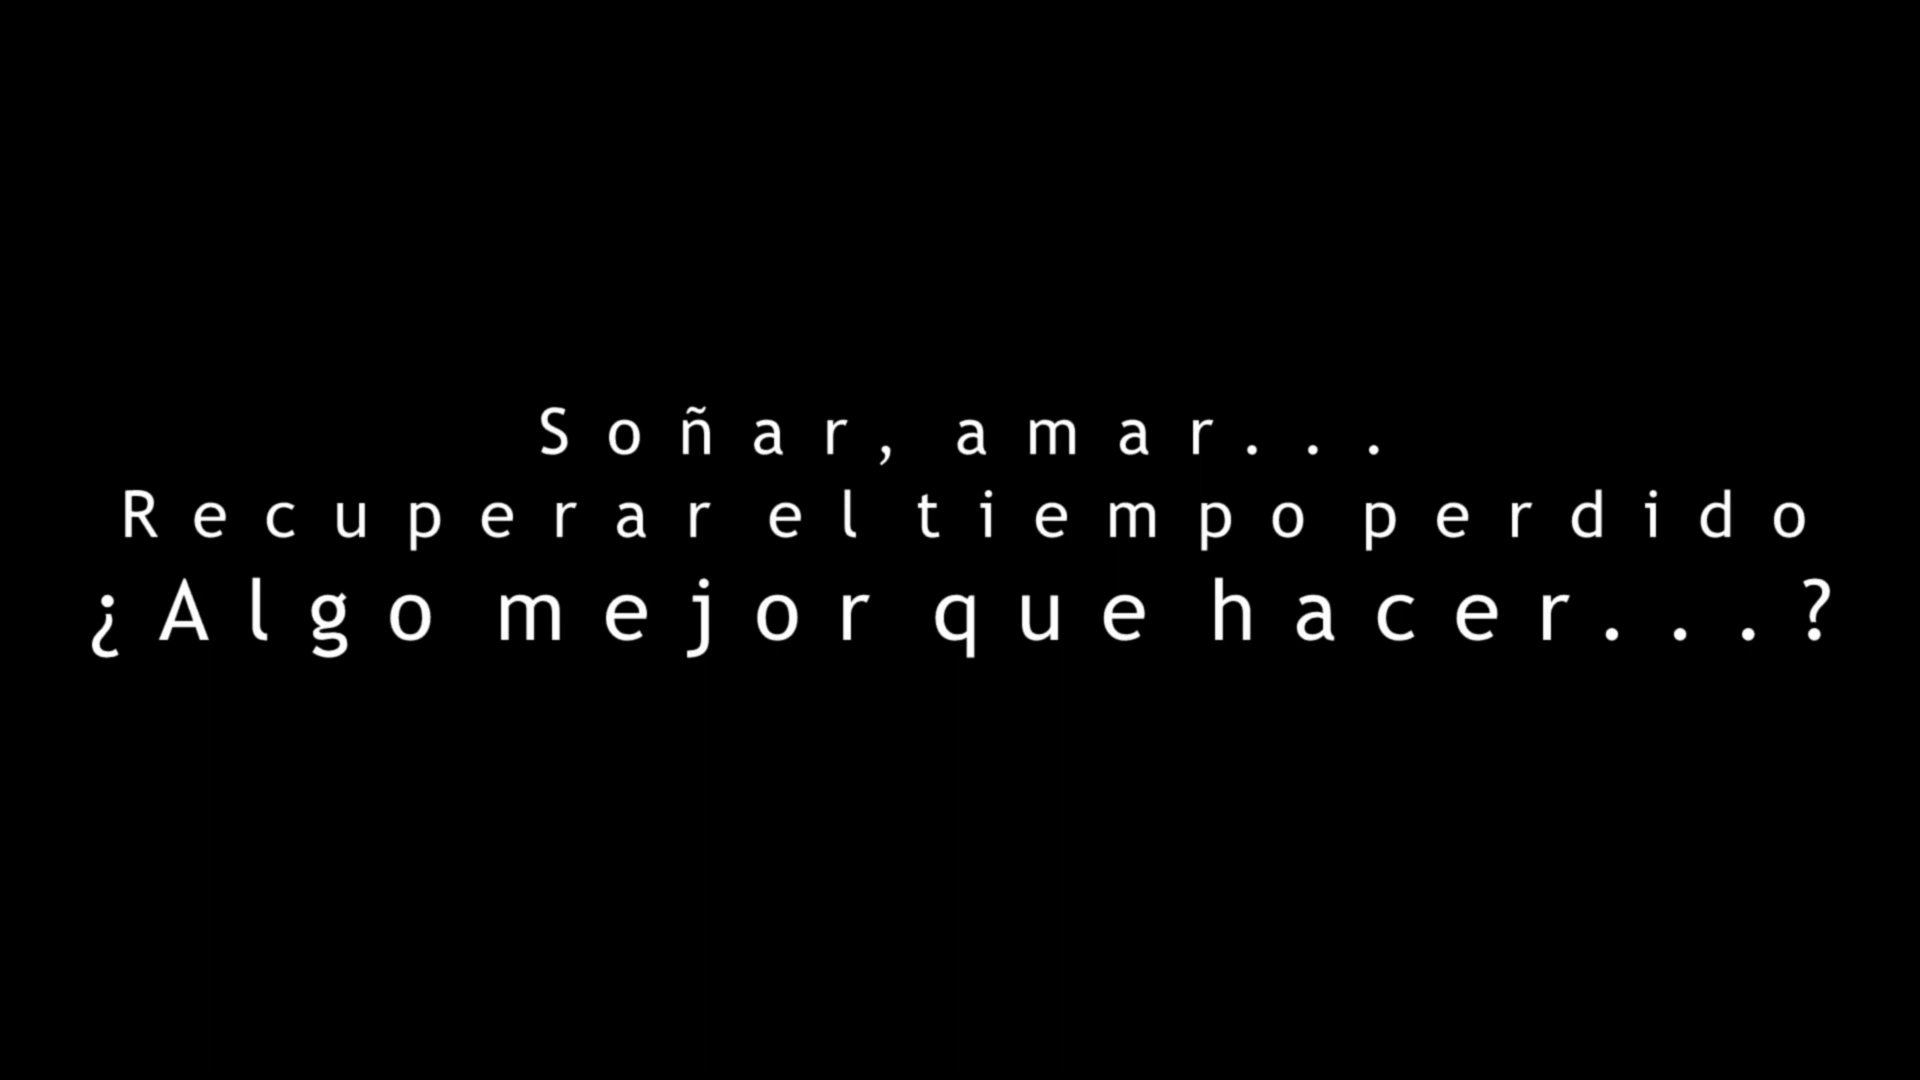 Soñar, amar...
Recuperar el tiempo perdido
¿Algo mejor que hacer...?